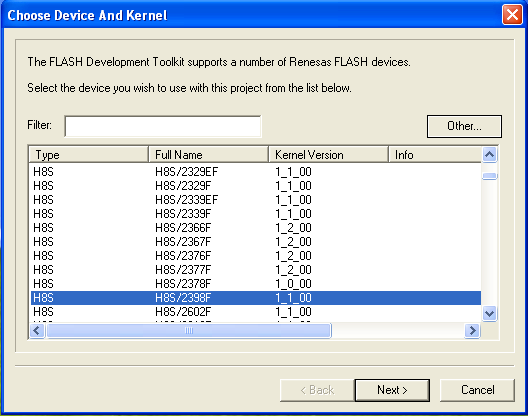 Choose Device And Kernel
The FLASH Development Toolkit supports a number of Renesas FLASH devices.
Select the device you wish to use with this project from the list below.
Filter: Other...
Type Full Name Kernel Version Info
H8S H8S/2329EF 1_1_00
H8S H8S/2329F 1_1_00
H8S H8S/2339EF 1_1_00
H8S H8S/2339F 1_1_00
H8S H8S/2366F 1_2_00
H8S H8S/2367F 1_2_00
H8S H8S/2376F 1_2_00
H8S H8S/2377F 1_2_00
H8S H8S/2378F 1_0_00
H8S H8S/2398F 1_1_00
H8S H8S/2602F 1_1_00
< Back Next > Cancel